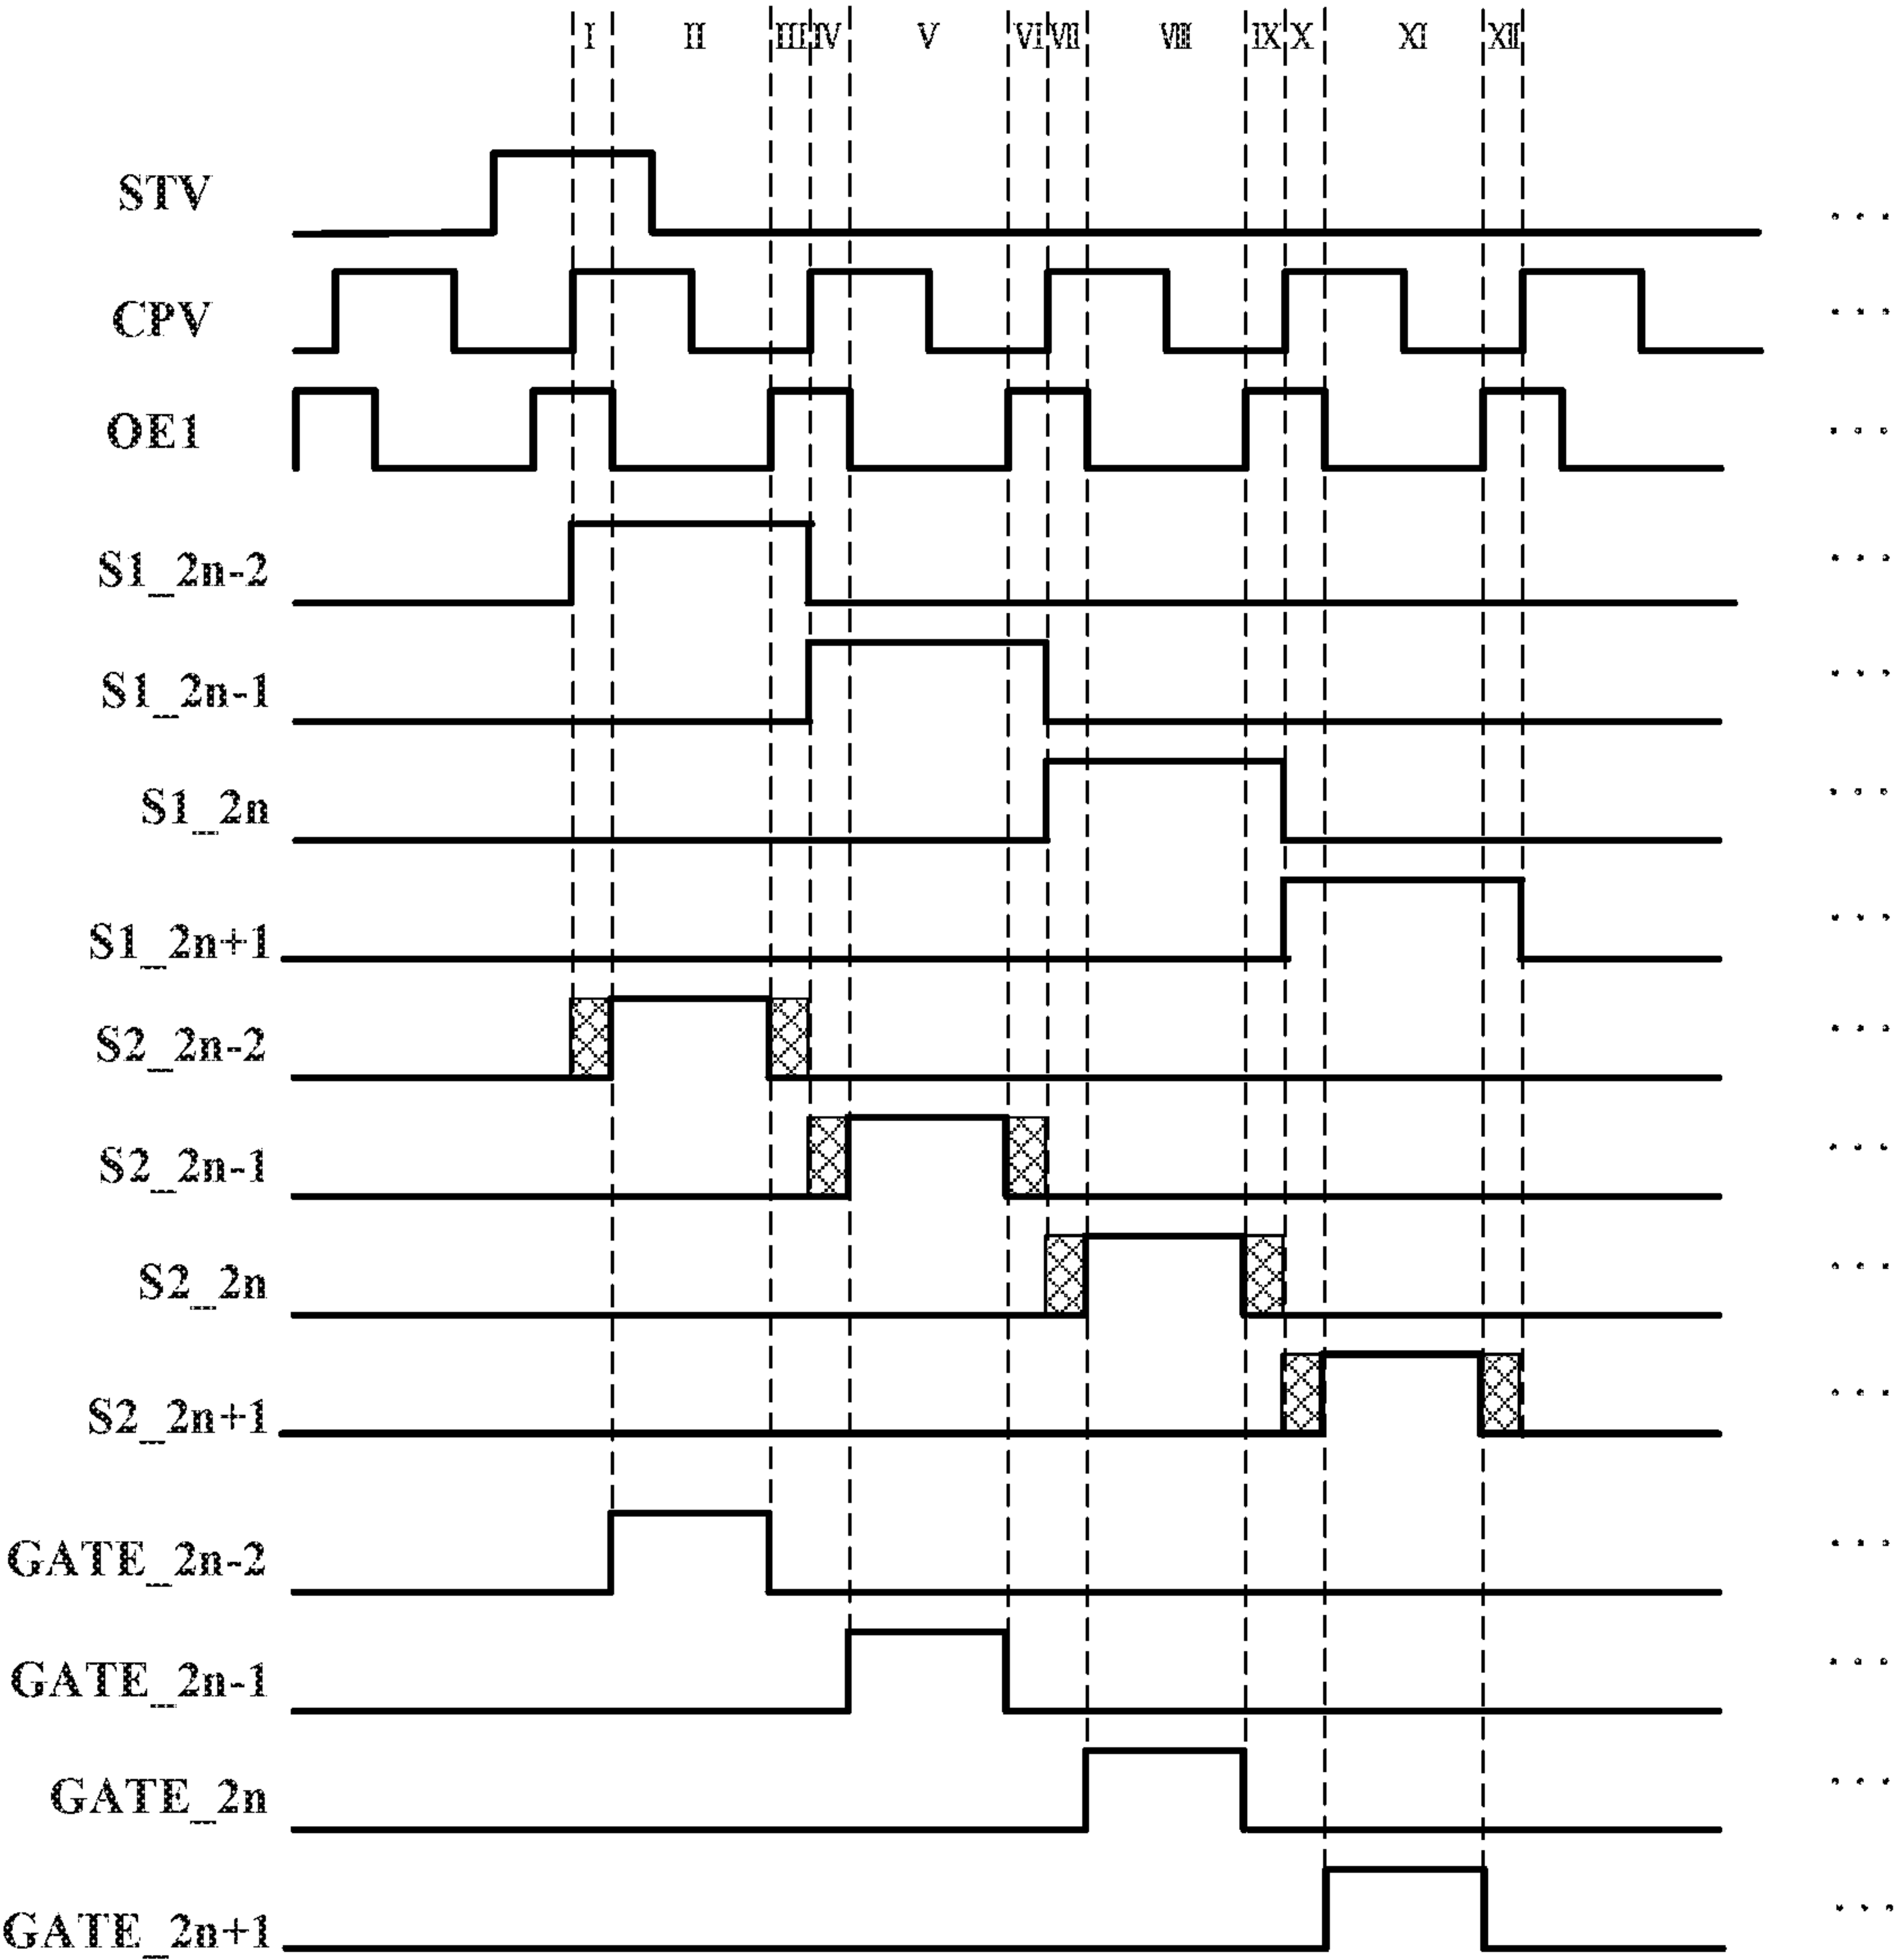 I II III IV V VI VII VIII IX X XI XII
STV ...
CPV ...
OE1 ...
S1_2n-2 ...
S1_2n-1 ...
S1_2n ...
S1_2n+1 ...
S2_2n-2 ...
S2_2n-1 ...
S2_2n ...
S2_2n+1 ...
GATE_2n-2 ...
GATE_2n-1 ...
GATE_2n ...
GATE_2n+1 ...